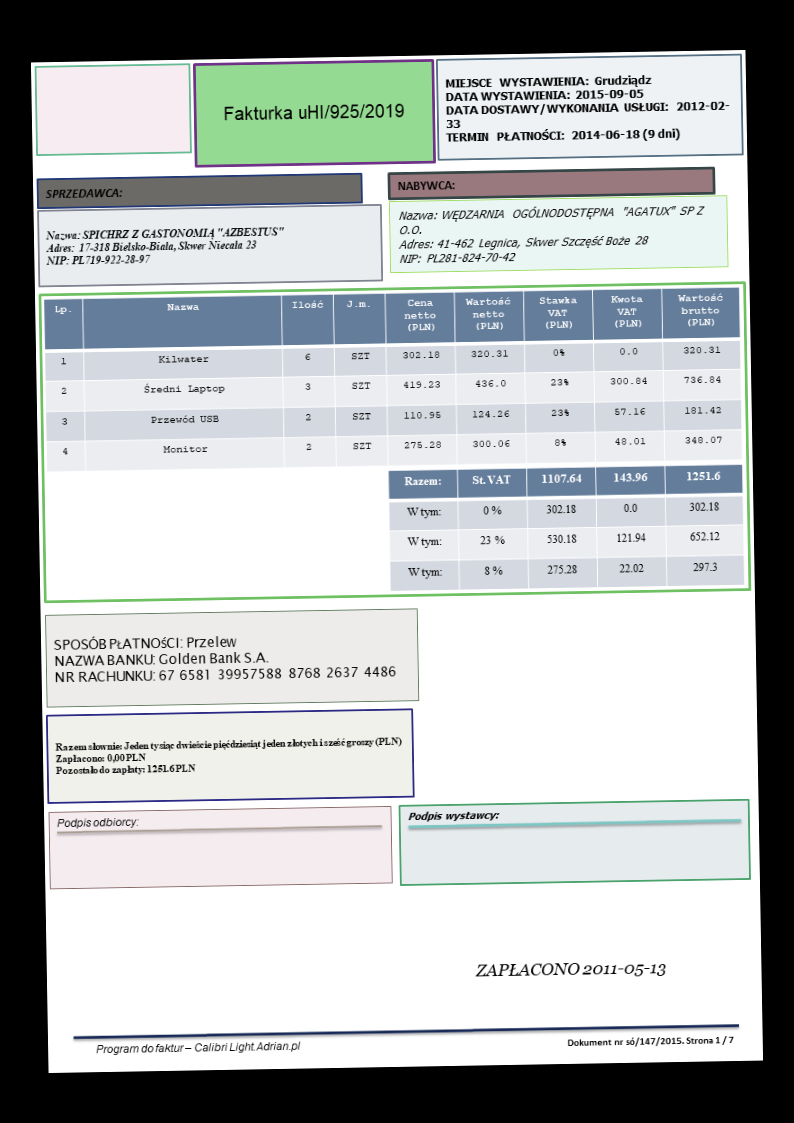 Fakturka uHI/925/2019
MIEJSCE WYSTAWIENIA: Grudziądz
DATA WYSTAWIENIA: 2015-09-05
DATA DOSTAWY/WYKONANIA USŁUGI: 2012-02-
33
TERMIN PŁATNOŚCI: 2014-06-18 (9 dni)
SPRZEDAWCA:
Nazwa: SPICHRZ Z GASTONOMIĄ "AZBESTUS"
Adres: 17-318 Bielsko-Biała, Skwer Niecała 23
NIP: PL719-922-28-97
NABYWCA:
Nazwa: WĘDZARNIA OGÓLNODOSTĘPNA "AGATUX" SP Z
O.O.
Adres: 41-462 Legnica, Skwer Szczęść Boże 28
NIP: PL281-824-70-42
Lp. Nazwa Ilość J.m. Cena netto (PLN) Wartość netto (PLN) Stawka VAT (PLN) Kwota VAT (PLN) Wartość brutto (PLN)
1 Kilwater 6 SZT 302.18 320.31 0% 0.0 320.31
2 Średni Laptop 3 SZT 419.23 436.0 23% 300.84 736.84
3 Przewód USB 2 SZT 110.95 124.26 23% 57.16 181.42
4 Monitor 2 SZT 275.28 300.06 8% 48.01 348.07
Razem: St. VAT 1107.64 143.96 1251.6
W tym: 0 % 302.18 0.0 302.18
W tym: 23 % 530.18 121.94 652.12
W tym: 8 % 275.28 22.02 297.3
SPOSÓB PŁATNOŚCI: Przelew
NAZWA BANKU: Golden Bank S.A.
NR RACHUNKU: 67 6581 39957588 8768 2637 4486
Razem słownie: Jeden tysiąc dwieście pięćdziesiąt jeden złotych i sześć groszy (PLN)
Zapłacono: 0,00 PLN
Pozostało do zapłaty: 1251.6 PLN
Podpis odbiorcy:
Podpis wystawcy:
ZAPŁACONO 2011-05-13
Program do faktur – Calibri Light.Adrian.pl
Dokument nr só/147/2015. Strona 1 / 7